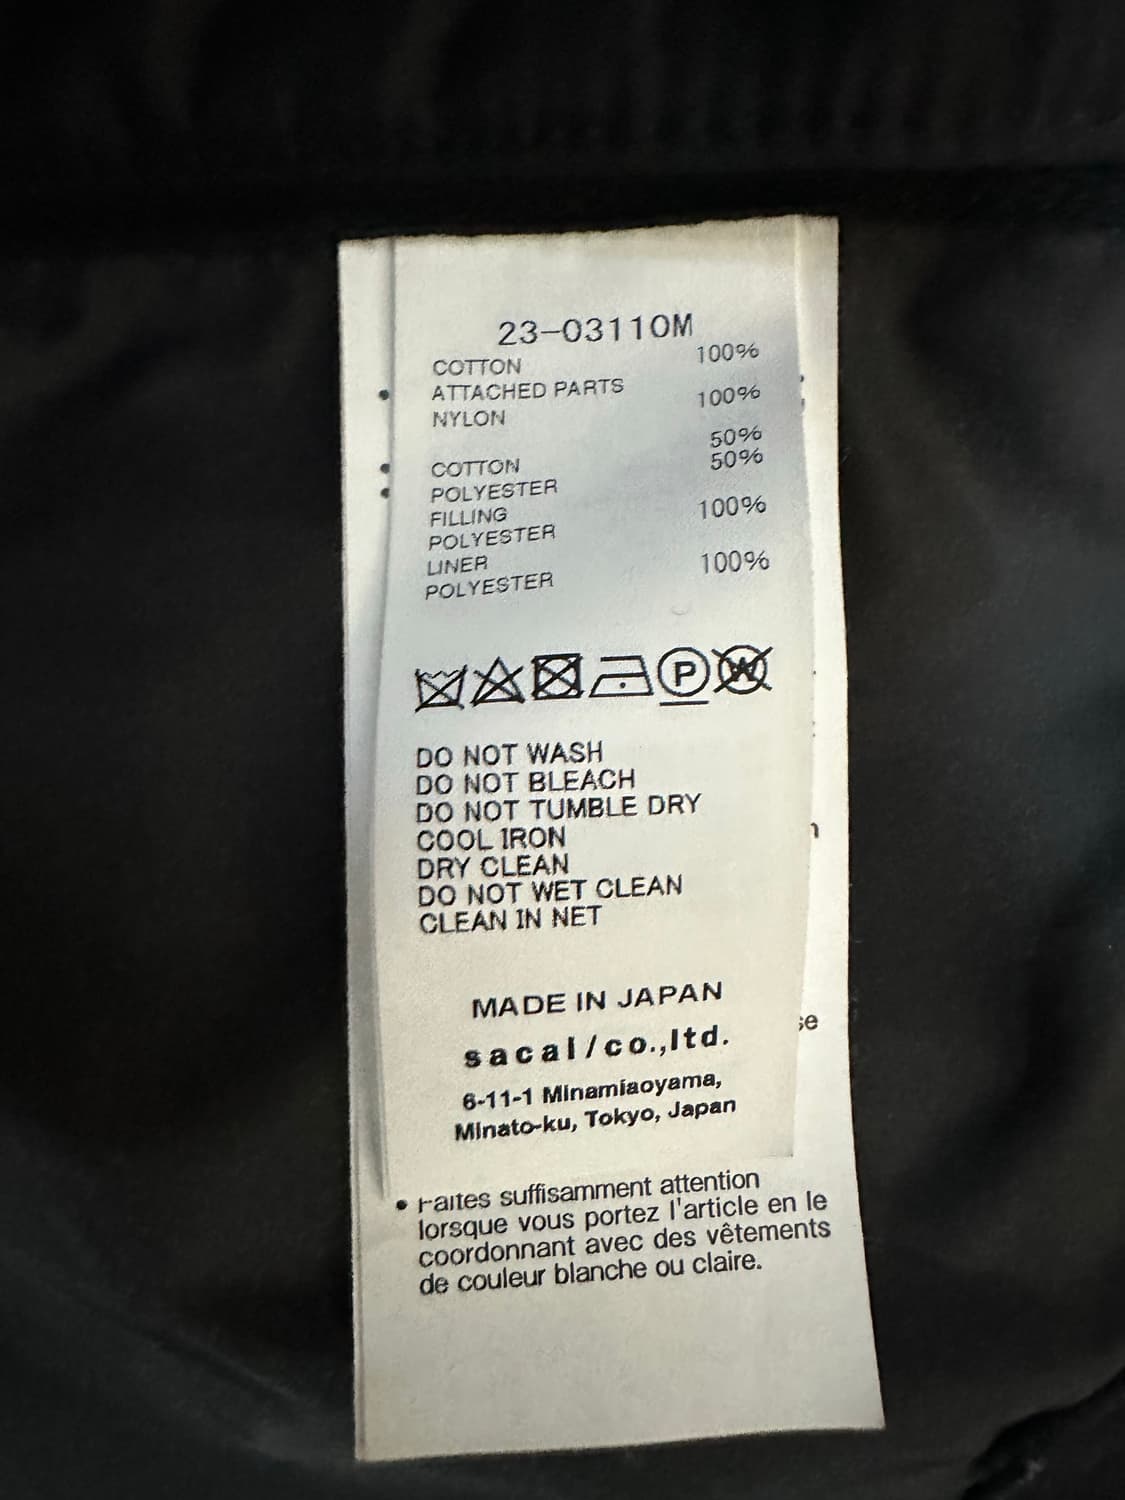 23-03110M
COTTON 100%
ATTACHED PARTS
NYLON 100%
COTTON 50%
POLYESTER 50%
FILLING
POLYESTER 100%
LINER
POLYESTER 100%
P W
DO NOT WASH
DO NOT BLEACH
DO NOT TUMBLE DRY
COOL IRON
DRY CLEAN
DO NOT WET CLEAN
CLEAN IN NET
MADE IN JAPAN
sacai/co.,ltd.
6-11-1 Minamiaoyama,
Minato-ku, Tokyo, Japan
• Faites suffisamment attention
lorsque vous portez l'article en le
coordonnant avec des vêtements
de couleur blanche ou claire.